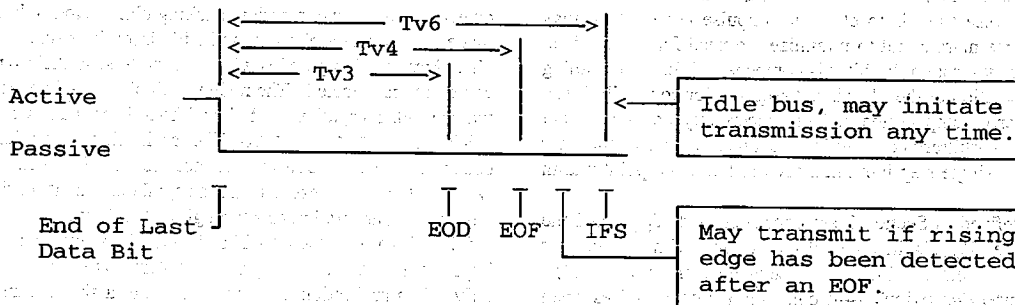 Tv6
Tv4
Tv3
Active
Passive
Idle bus, may initate
transmission any time.
End of Last
Data Bit
EOD
EOF
IFS
May transmit if rising
edge has been detected
after an EOF.